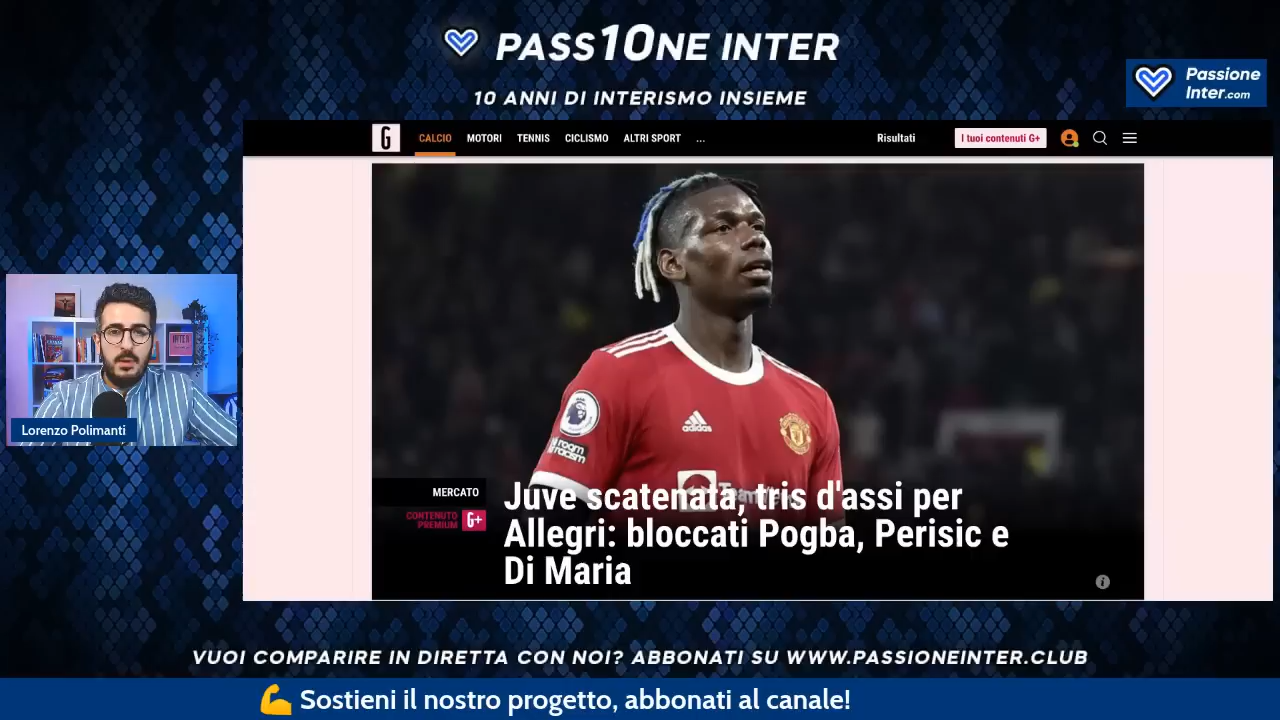 PASS10NE INTER
10 ANNI DI INTERISMO INSIEME
Passione
Inter.com
G CALCIO MOTORI TENNIS CICLISMO ALTRI SPORT ... Risultati I tuoi contenuti G+
adidas
MERCATO
CONTENUTO
PREMIUM G+
Juve scatenata, tris d'assi per
Allegri: bloccati Pogba, Perisic e
Di Maria
Lorenzo Polimanti
VUOI COMPARIRE IN DIRETTA CON NOI? ABBONATI SU WWW.PASSIONEINTER.CLUB
💪 Sostieni il nostro progetto, abbonati al canale!